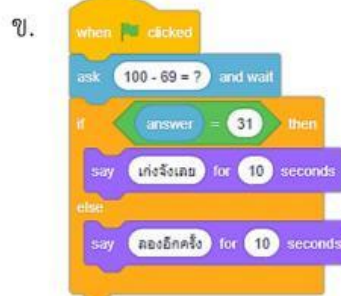 ข.
when clicked
ask 100 - 69 = ? and wait
if answer = 31 then
say เก่งจังเลย for 10 seconds
else
say ลองอีกครั้ง for 10 seconds